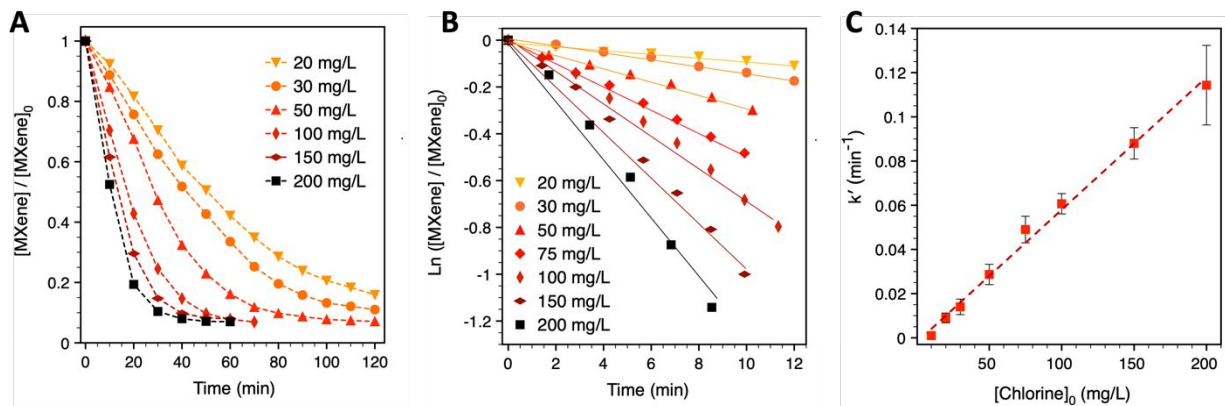 A
[MXene] / [MXene]0
1
0.8
0.6
0.4
0.2
0
0 20 40 60 80 100 120
Time (min)
20 mg/L
30 mg/L
50 mg/L
100 mg/L
150 mg/L
200 mg/L
B
Ln ([MXene] / [MXene]0)
0
-0.2
-0.4
-0.6
-0.8
-1
-1.2
0 2 4 6 8 10 12
Time (min)
20 mg/L
30 mg/L
50 mg/L
75 mg/L
100 mg/L
150 mg/L
200 mg/L
C
k′ (min-1)
0.14
0.12
0.10
0.08
0.06
0.04
0.02
0
50 100 150 200
[Chlorine]0 (mg/L)